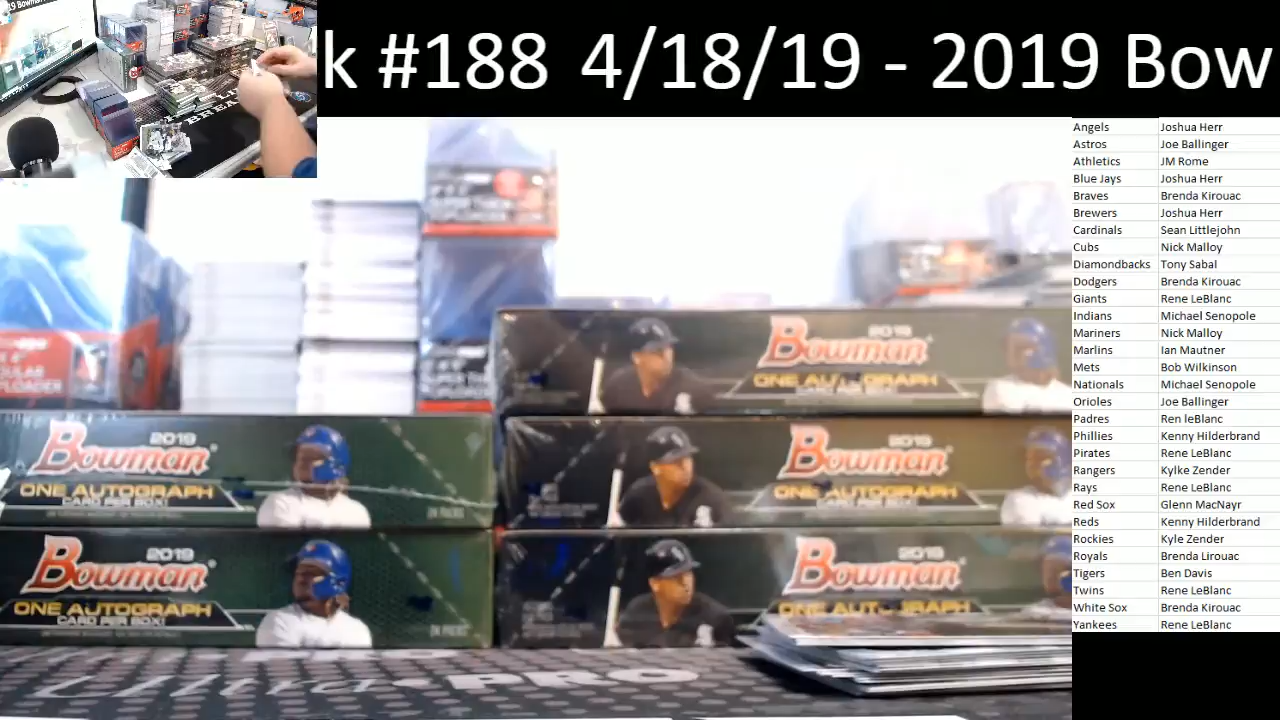 k #188 4/18/19 - 2019 Bow
Angels Joshua Herr
Astros Joe Ballinger
Athletics JM Rome
Blue Jays Joshua Herr
Braves Brenda Kirouac
Brewers Joshua Herr
Cardinals Sean Littlejohn
Cubs Nick Malloy
Diamondbacks Tony Sabal
Dodgers Brenda Kirouac
Giants Rene LeBlanc
Indians Michael Senopole
Mariners Nick Malloy
Marlins Ian Mautner
Mets Bob Wilkinson
Nationals Michael Senopole
Orioles Joe Ballinger
Padres Ren leBlanc
Phillies Kenny Hilderbrand
Pirates Rene LeBlanc
Rangers Kylke Zender
Rays Rene LeBlanc
Red Sox Glenn MacNayr
Reds Kenny Hilderbrand
Rockies Kyle Zender
Royals Brenda Lirouac
Tigers Ben Davis
Twins Rene LeBlanc
White Sox Brenda Kirouac
Yankees Rene LeBlanc
2019
Bowman
ONE AUTOGRAPH
CARD PER BOX!
2019
Bowman
ONE AUTOGRAPH
CARD PER BOX!
2019
Bowman
ONE AUTOGRAPH
CARD PER BOX!
2019
Bowman
ONE AUTOGRAPH
CARD PER BOX!
2019
Bowman
ONE AUTOGRAPH
Ultra PRO